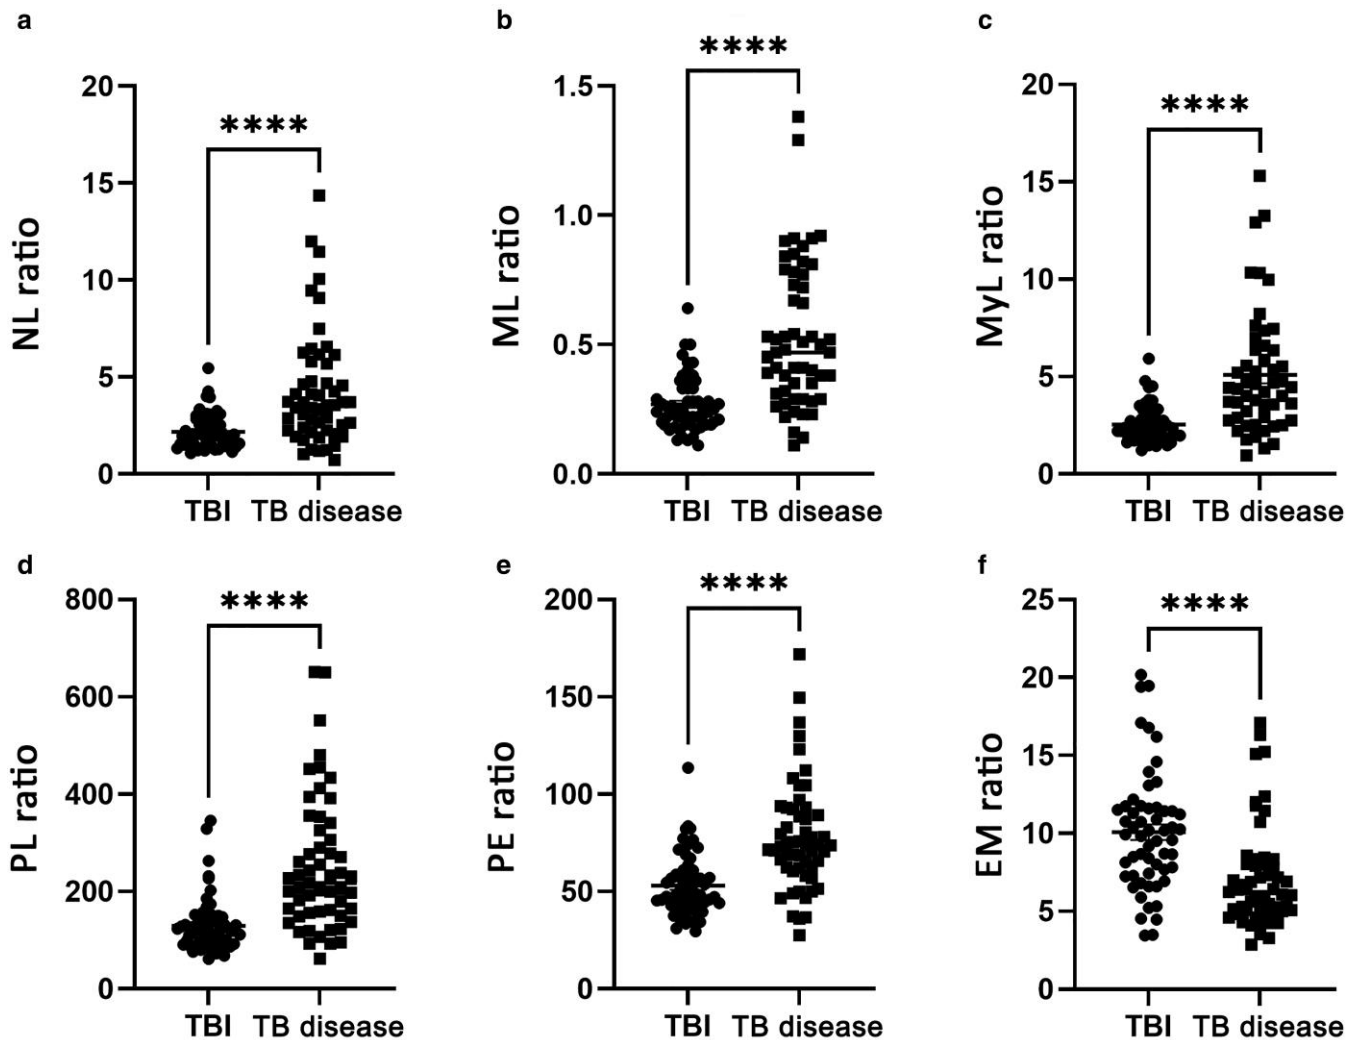 a
****
NL ratio
20
15
10
5
0
TBI TB disease
b
****
ML ratio
1.5
1.0
0.5
0.0
TBI TB disease
c
****
MyL ratio
20
15
10
5
0
TBI TB disease
d
****
PL ratio
800
600
400
200
0
TBI TB disease
e
****
PE ratio
200
150
100
50
0
TBI TB disease
f
****
EM ratio
25
20
15
10
5
0
TBI TB disease